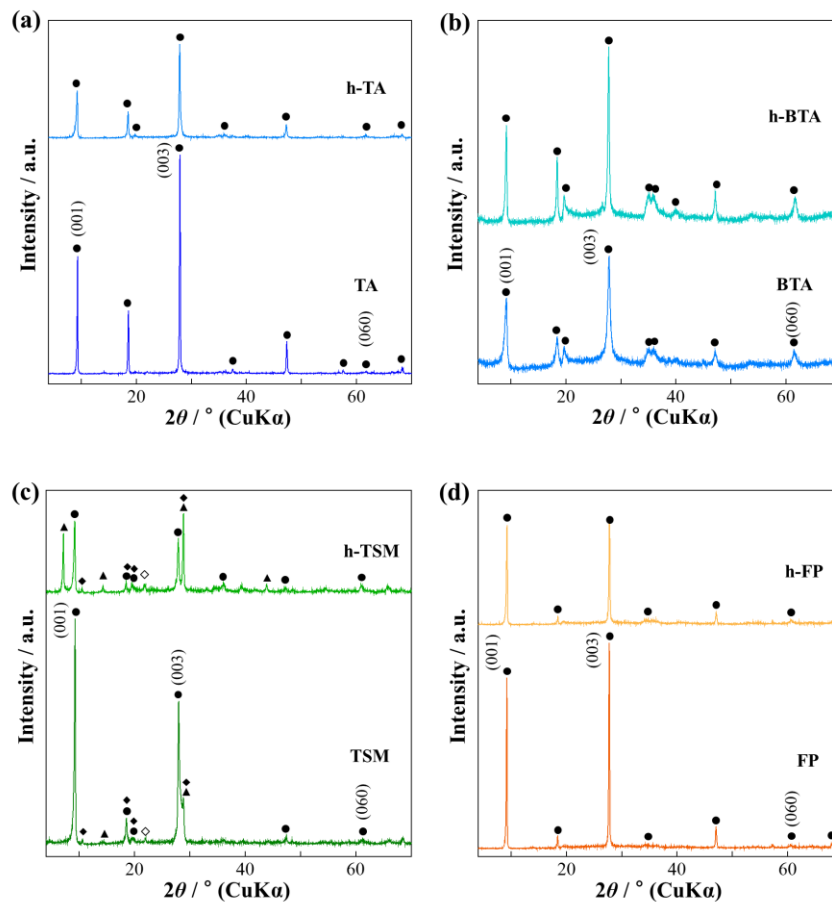 (a)
h-TA
(003)
(001)
TA
(060)
Intensity / a.u.
20
40
60
2θ / ° (CuKα)
(b)
h-BTA
(001)
(003)
BTA
(060)
Intensity / a.u.
20
40
60
2θ / ° (CuKα)
(c)
h-TSM
(001)
(003)
TSM
(060)
Intensity / a.u.
20
40
60
2θ / ° (CuKα)
(d)
h-FP
(001)
(003)
FP
(060)
Intensity / a.u.
20
40
60
2θ / ° (CuKα)